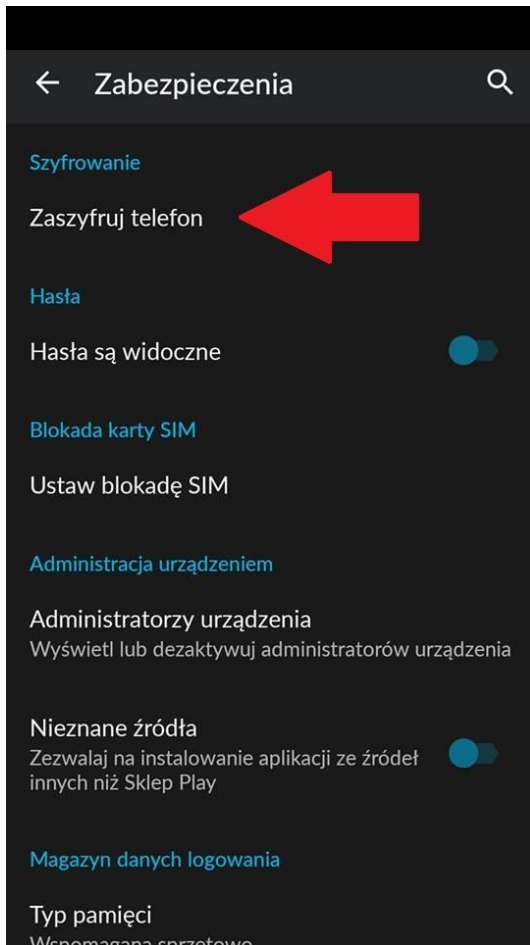 Zabezpieczenia
Szyfrowanie
Zaszyfruj telefon
Hasła
Hasła są widoczne
Blokada karty SIM
Ustaw blokadę SIM
Administracja urządzeniem
Administratorzy urządzenia
Wyświetl lub dezaktywuj administratorów urządzenia
Nieznane źródła
Zezwalaj na instalowanie aplikacji ze źródeł
innych niż Sklep Play
Magazyn danych logowania
Typ pamięci
Wspomagana sprzętowo